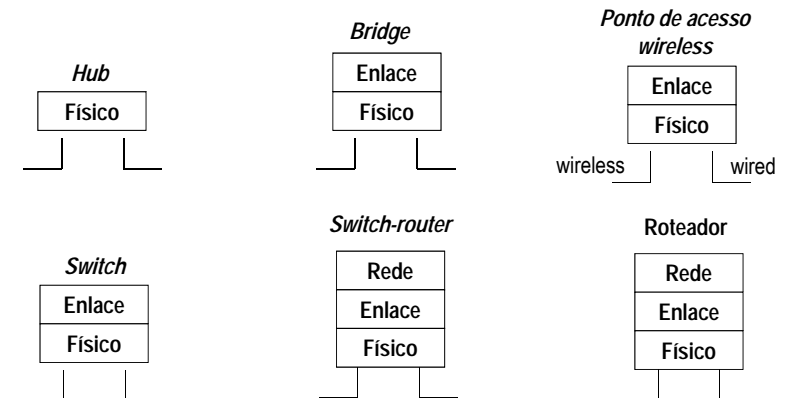 Hub
Físico
Bridge
Enlace
Físico
Ponto de acesso
wireless
Enlace
Físico
wireless
wired
Switch
Enlace
Físico
Switch-router
Rede
Enlace
Físico
Roteador
Rede
Enlace
Físico